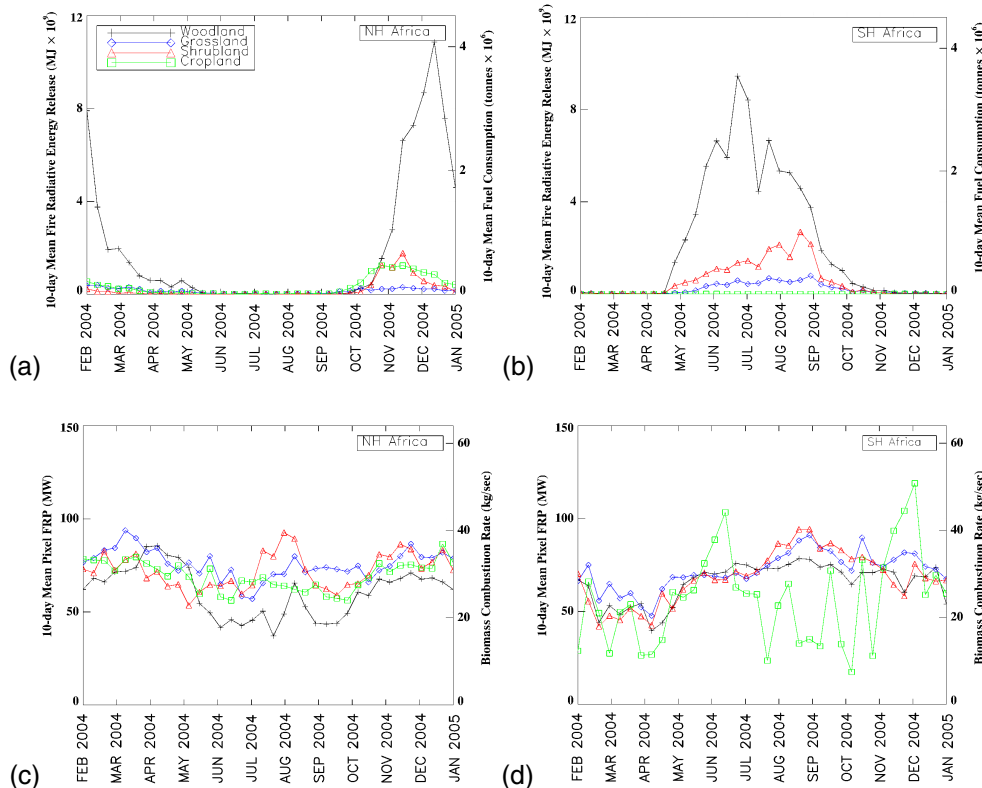 12
8
4
0
10-day Mean Fire Radiative Energy Release (MJ × 10⁹)
Woodland
Grassland
Shrubland
Cropland
NH Africa
4
2
0
10-day Mean Fuel Consumption (tonnes × 10⁶)
FEB 2004
MAR 2004
APR 2004
MAY 2004
JUN 2004
JUL 2004
AUG 2004
SEP 2004
OCT 2004
NOV 2004
DEC 2004
JAN 2005
(a)
12
8
4
0
10-day Mean Fire Radiative Energy Release (MJ × 10⁹)
SH Africa
4
2
0
10-day Mean Fuel Consumption (tonnes × 10⁶)
FEB 2004
MAR 2004
APR 2004
MAY 2004
JUN 2004
JUL 2004
AUG 2004
SEP 2004
OCT 2004
NOV 2004
DEC 2004
JAN 2005
(b)
150
100
50
0
10-day Mean Pixel FRP (MW)
NH Africa
60
40
20
0
Biomass Combustion Rate (kg/sec)
FEB 2004
MAR 2004
APR 2004
MAY 2004
JUN 2004
JUL 2004
AUG 2004
SEP 2004
OCT 2004
NOV 2004
DEC 2004
JAN 2005
(c)
150
100
50
0
10-day Mean Pixel FRP (MW)
SH Africa
60
40
20
0
Biomass Combustion Rate (kg/sec)
FEB 2004
MAR 2004
APR 2004
MAY 2004
JUN 2004
JUL 2004
AUG 2004
SEP 2004
OCT 2004
NOV 2004
DEC 2004
JAN 2005
(d)